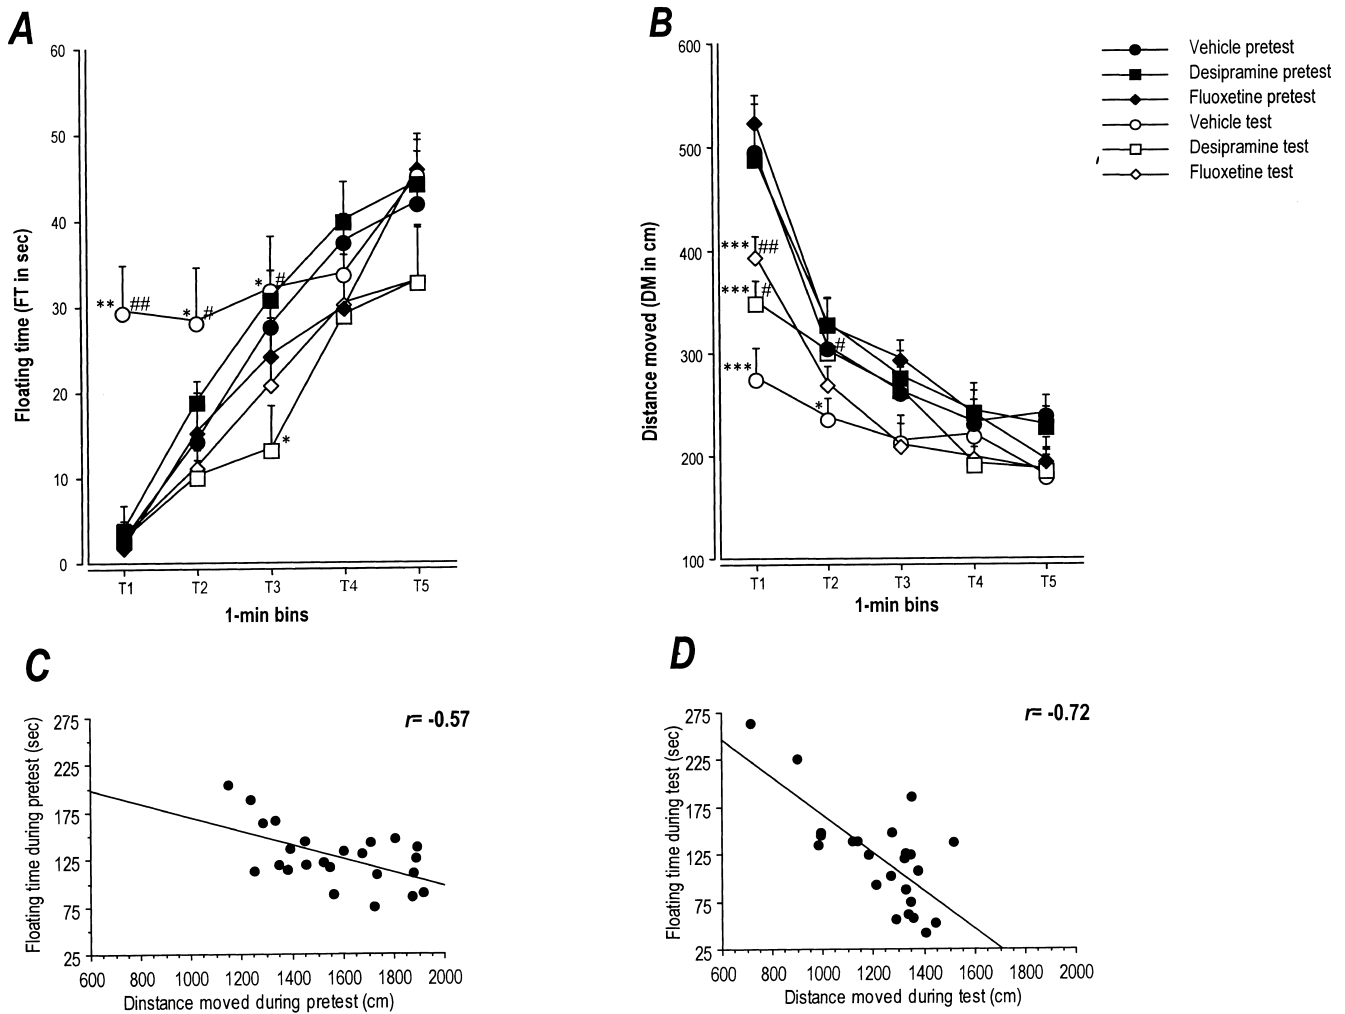 A
60
50
40
30
20
10
0
Floating time (FT in sec)
** ##
* #
* #
*
T1 T2 T3 T4 T5
1-min bins
B
600
500
400
300
200
100
Distance moved (DM in cm)
*** ##
*** #
***
#
*
T1 T2 T3 T4 T5
1-min bins
Vehicle pretest
Desipramine pretest
Fluoxetine pretest
Vehicle test
Desipramine test
Fluoxetine test
C
r= -0.57
275
225
175
125
75
25
Floating time during pretest (sec)
600 800 1000 1200 1400 1600 1800 2000
Dinstance moved during pretest (cm)
D
r= -0.72
275
225
175
125
75
25
Floating time during test (sec)
600 800 1000 1200 1400 1600 1800 2000
Distance moved during test (cm)